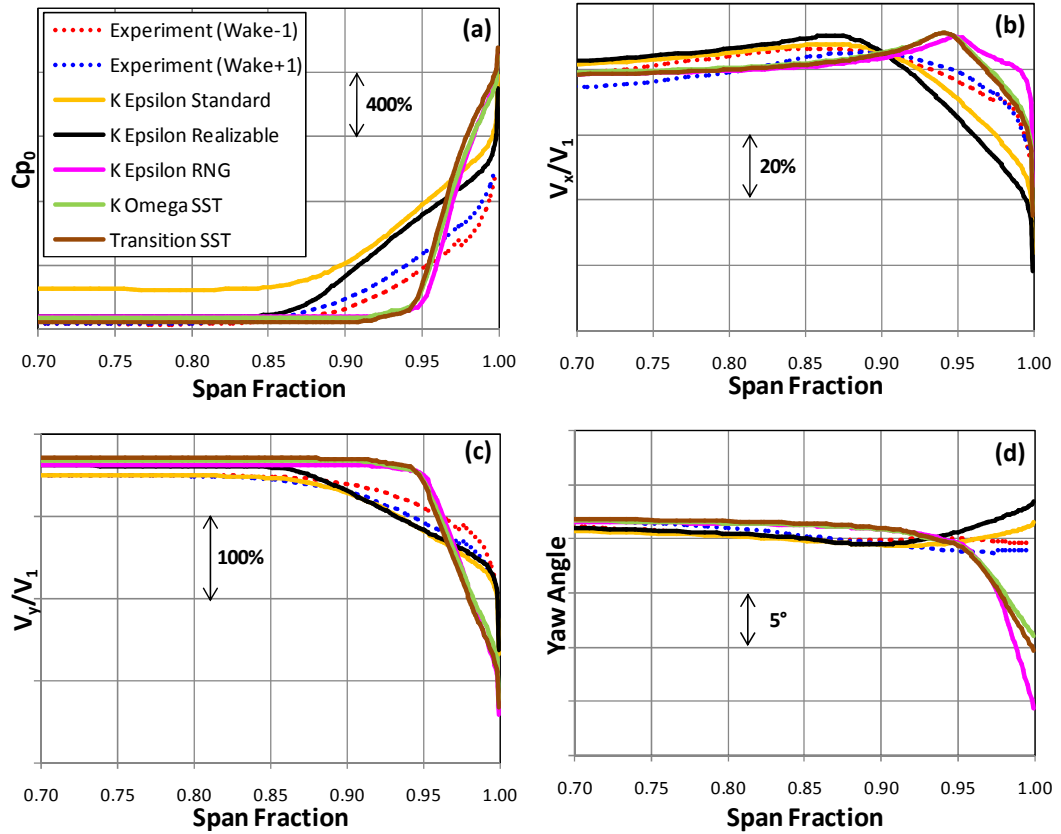 (a)
Experiment (Wake-1)
Experiment (Wake+1)
K Epsilon Standard
K Epsilon Realizable
K Epsilon RNG
K Omega SST
Transition SST
400%
Cp0
0.70 0.75 0.80 0.85 0.90 0.95 1.00
Span Fraction
(b)
20%
Vx/V1
0.70 0.75 0.80 0.85 0.90 0.95 1.00
Span Fraction
(c)
100%
Vy/V1
0.70 0.75 0.80 0.85 0.90 0.95 1.00
Span Fraction
(d)
5°
Yaw Angle
0.70 0.75 0.80 0.85 0.90 0.95 1.00
Span Fraction